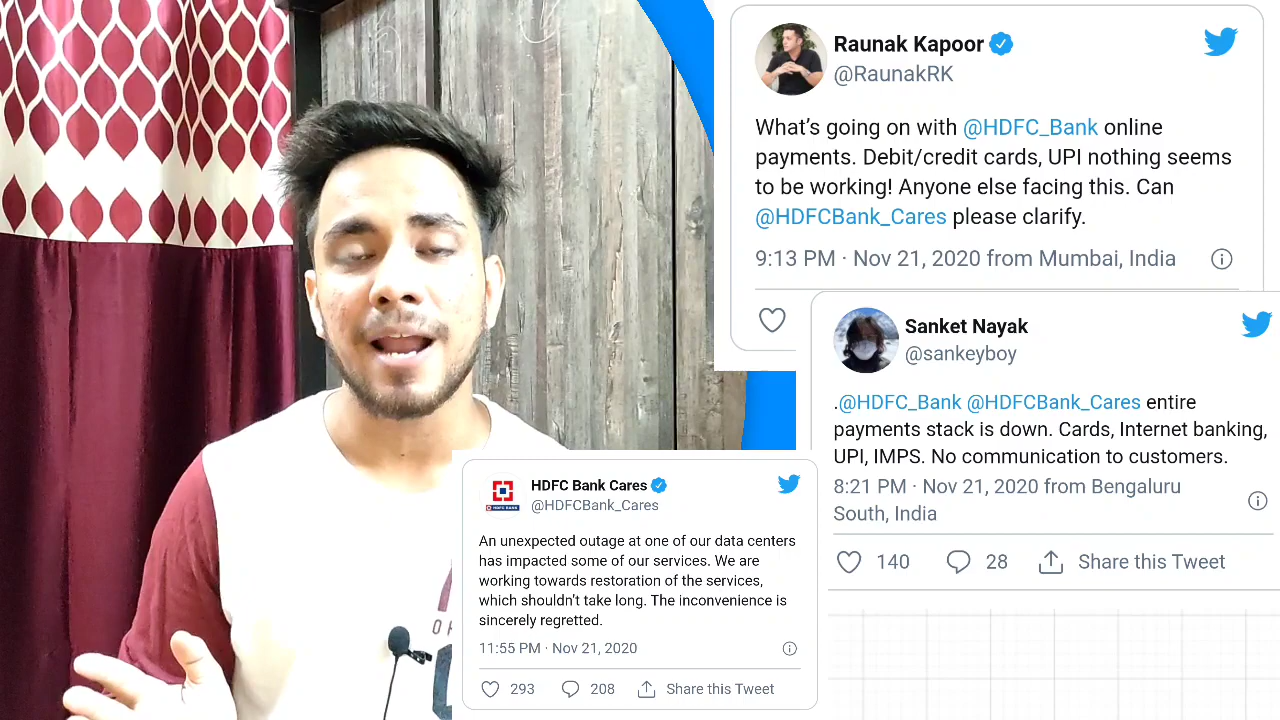 Raunak Kapoor
@RaunakRK
What’s going on with @HDFC_Bank online
payments. Debit/credit cards, UPI nothing seems
to be working! Anyone else facing this. Can
@HDFCBank_Cares please clarify.
9:13 PM · Nov 21, 2020 from Mumbai, India
Sanket Nayak
@sankeyboy
.@HDFC_Bank @HDFCBank_Cares entire
payments stack is down. Cards, Internet banking,
UPI, IMPS. No communication to customers.
8:21 PM · Nov 21, 2020 from Bengaluru
South, India
140 28 Share this Tweet
HDFC Bank Cares
@HDFCBank_Cares
HDFC BANK
An unexpected outage at one of our data centers
has impacted some of our services. We are
working towards restoration of the services,
which shouldn't take long. The inconvenience is
sincerely regretted.
11:55 PM · Nov 21, 2020
293 208 Share this Tweet